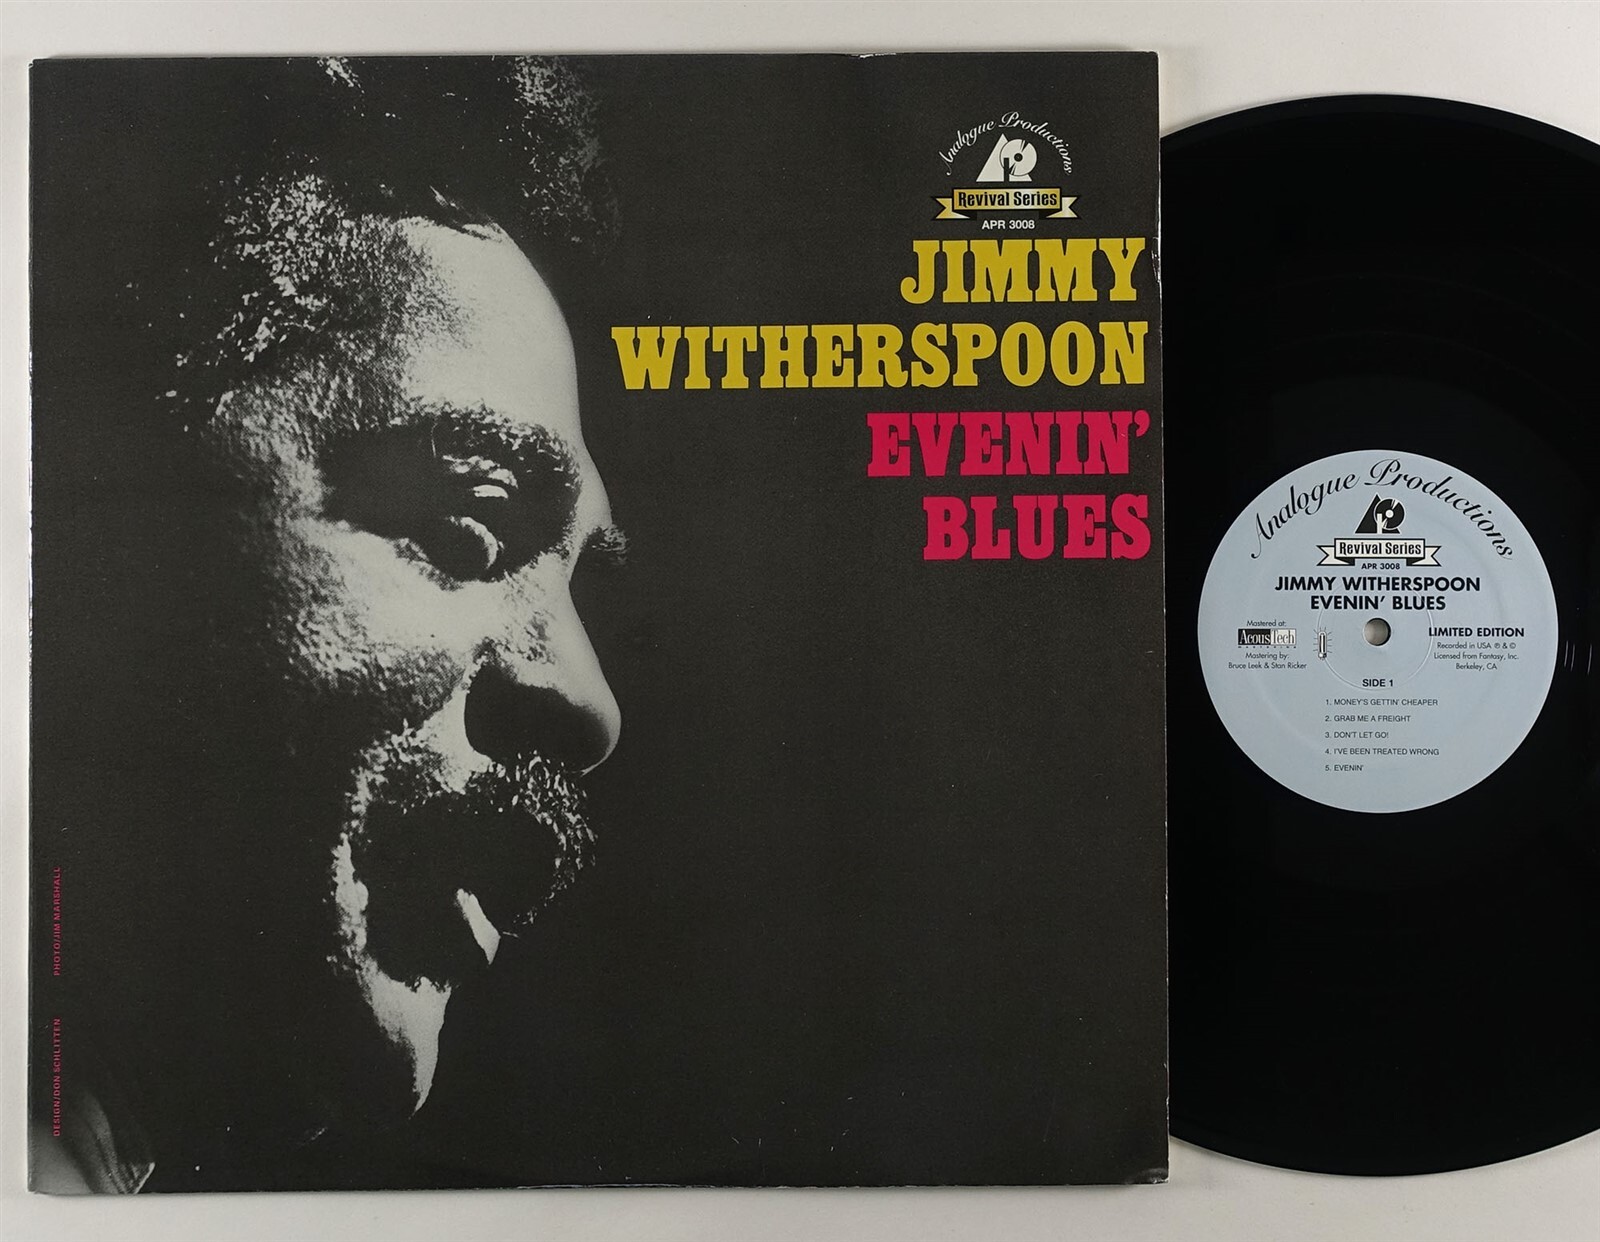 Analogue Productions
Revival Series
APR 3008
JIMMY
WITHERSPOON
EVENIN'
BLUES
PHOTO/JIM MARSHALL
DESIGN/DON SCHLITTEN
Analogue Productions
Revival Series
APR 3008
JIMMY WITHERSPOON
EVENIN' BLUES
Mastered at:
AcousTech
MASTERING
Mastering by:
Bruce Leek & Stan Ricker
LIMITED EDITION
Recorded in USA ℗ & ©
Licensed from Fantasy, Inc.
Berkeley, CA
SIDE 1
1. MONEY'S GETTIN' CHEAPER
2. GRAB ME A FREIGHT
3. DON'T LET GO!
4. I'VE BEEN TREATED WRONG
5. EVENIN'